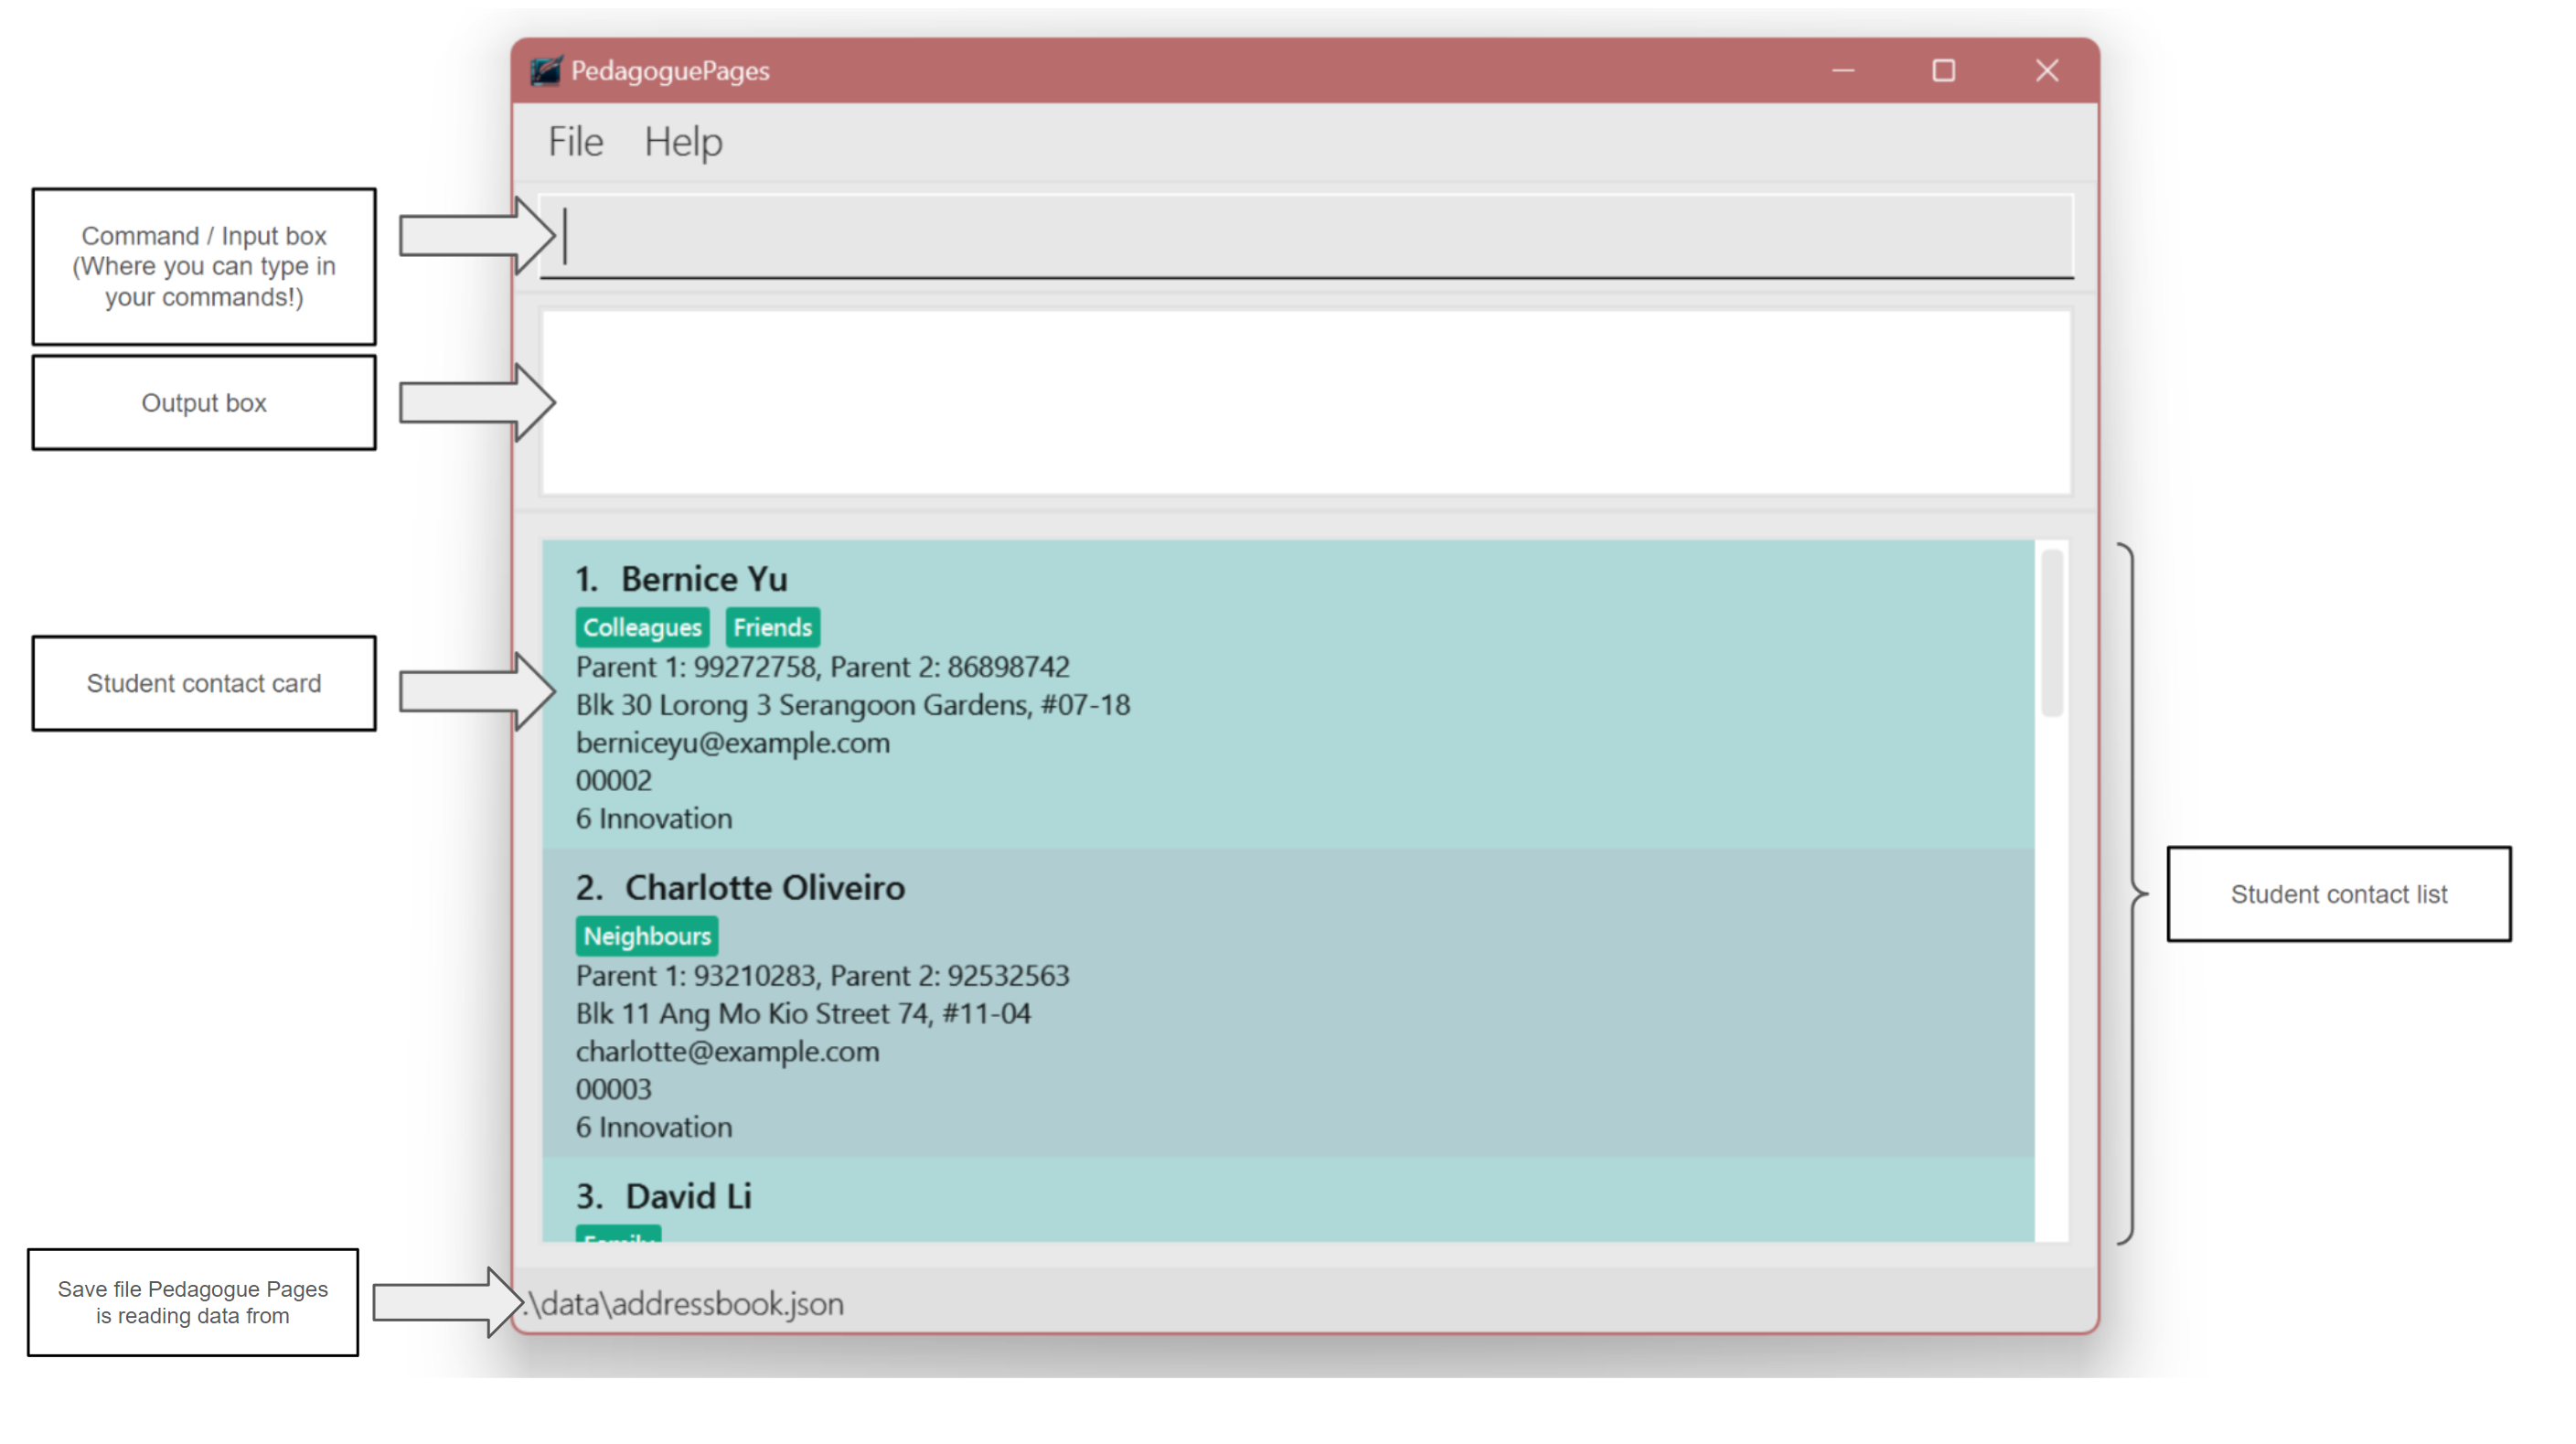 PedagoguePages
File Help
Command / Input box
(Where you can type in
your commands!)
Output box
Student contact card
1. Bernice Yu
Colleagues Friends
Parent 1: 99272758, Parent 2: 86898742
Blk 30 Lorong 3 Serangoon Gardens, #07-18
berniceyu@example.com
00002
6 Innovation
2. Charlotte Oliveiro
Neighbours
Parent 1: 93210283, Parent 2: 92532563
Blk 11 Ang Mo Kio Street 74, #11-04
charlotte@example.com
00003
6 Innovation
3. David Li
Family
Student contact list
Save file Pedagogue Pages
is reading data from
.\data\addressbook.json